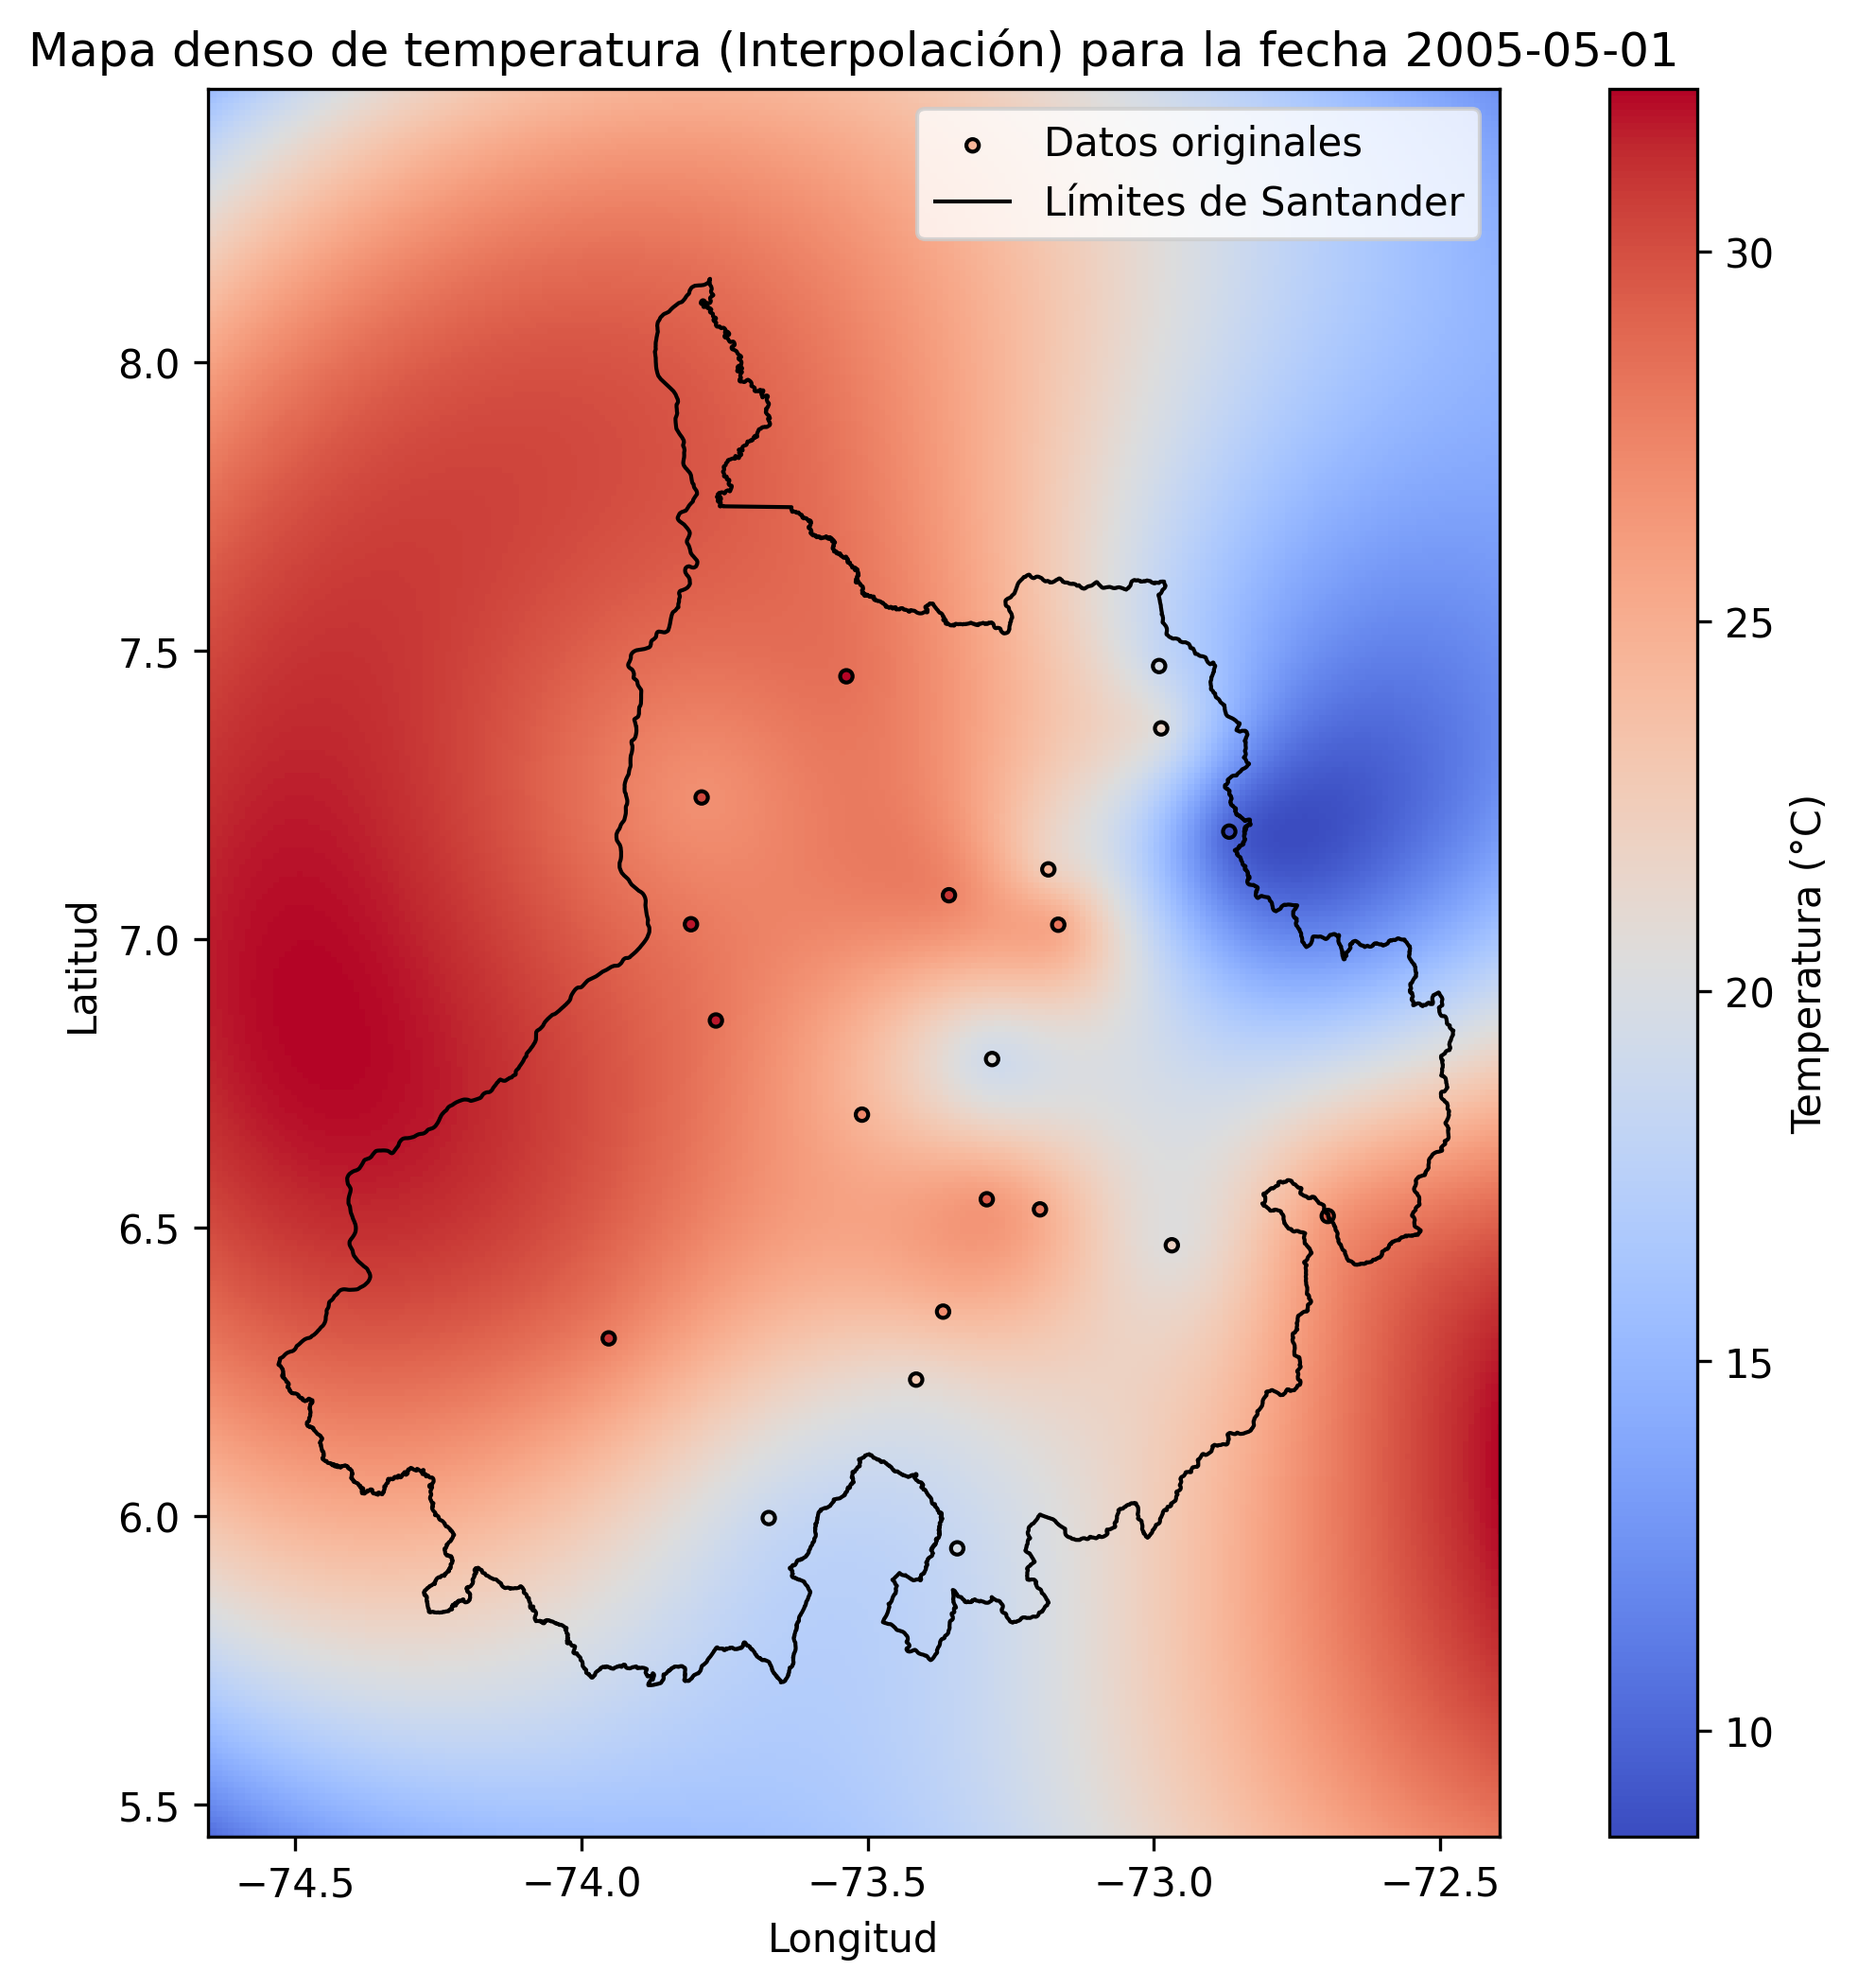 Mapa denso de temperatura (Interpolación) para la fecha 2005-05-01
Datos originales
Límites de Santander
8.0
7.5
7.0
6.5
6.0
5.5
Latitud
−74.5
−74.0
−73.5
−73.0
−72.5
Longitud
30
25
20
15
10
Temperatura (°C)